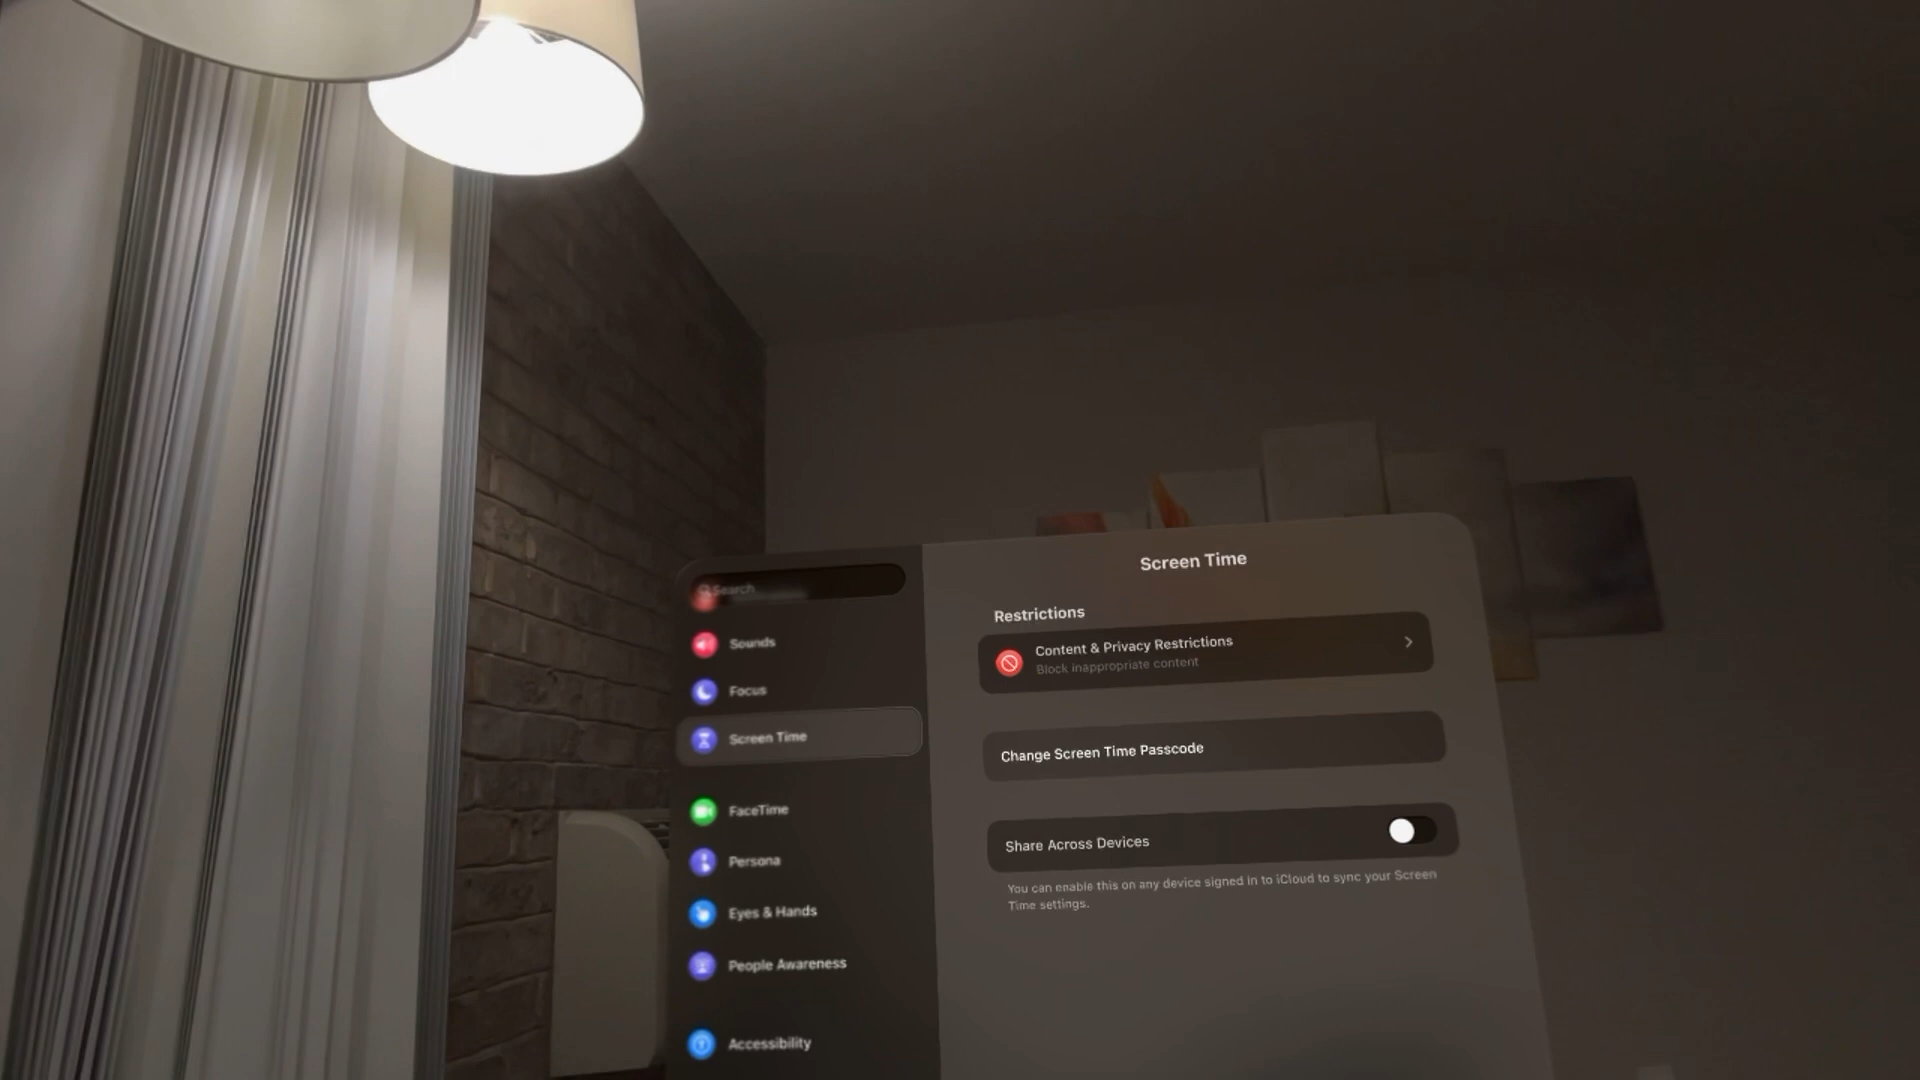 Search
Sounds
Focus
Screen Time
FaceTime
Persona
Eyes & Hands
People Awareness
Accessibility
Screen Time
Restrictions
Content & Privacy Restrictions
Block inappropriate content
Change Screen Time Passcode
Share Across Devices
You can enable this on any device signed in to iCloud to sync your Screen
Time settings.